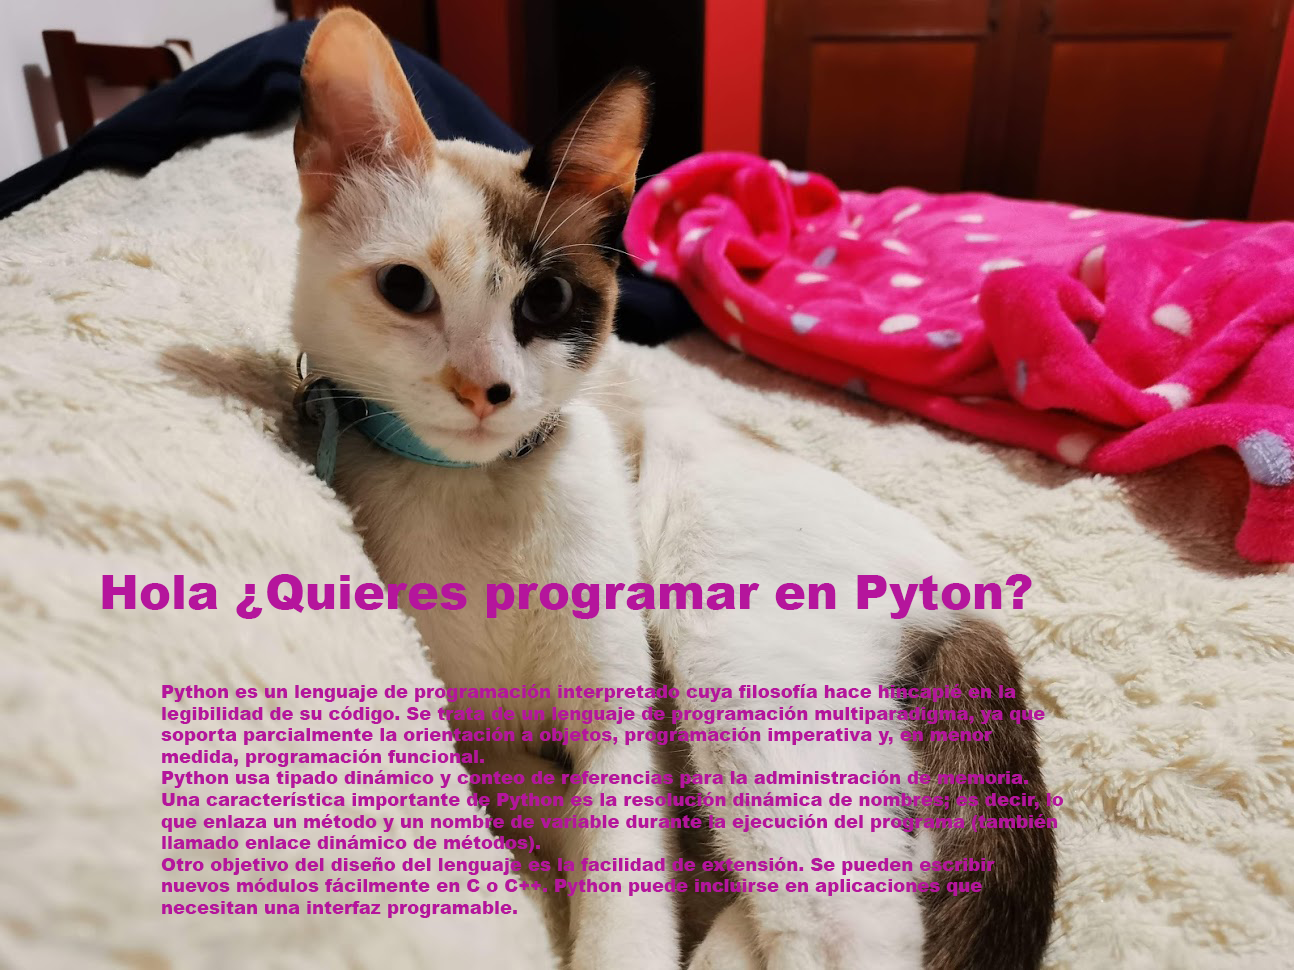 Hola ¿Quieres programar en Pyton?
Python es un lenguaje de programación interpretado cuya filosofía hace hincapié en la
legibilidad de su código. Se trata de un lenguaje de programación multiparadigma, ya que
soporta parcialmente la orientación a objetos, programación imperativa y, en menor
medida, programación funcional.
Python usa tipado dinámico y conteo de referencias para la administración de memoria.
Una característica importante de Python es la resolución dinámica de nombres; es decir, lo
que enlaza un método y un nombre de variable durante la ejecución del programa (también
llamado enlace dinámico de métodos).
Otro objetivo del diseño del lenguaje es la facilidad de extensión. Se pueden escribir
nuevos módulos fácilmente en C o C++. Python puede incluirse en aplicaciones que
necesitan una interfaz programable.